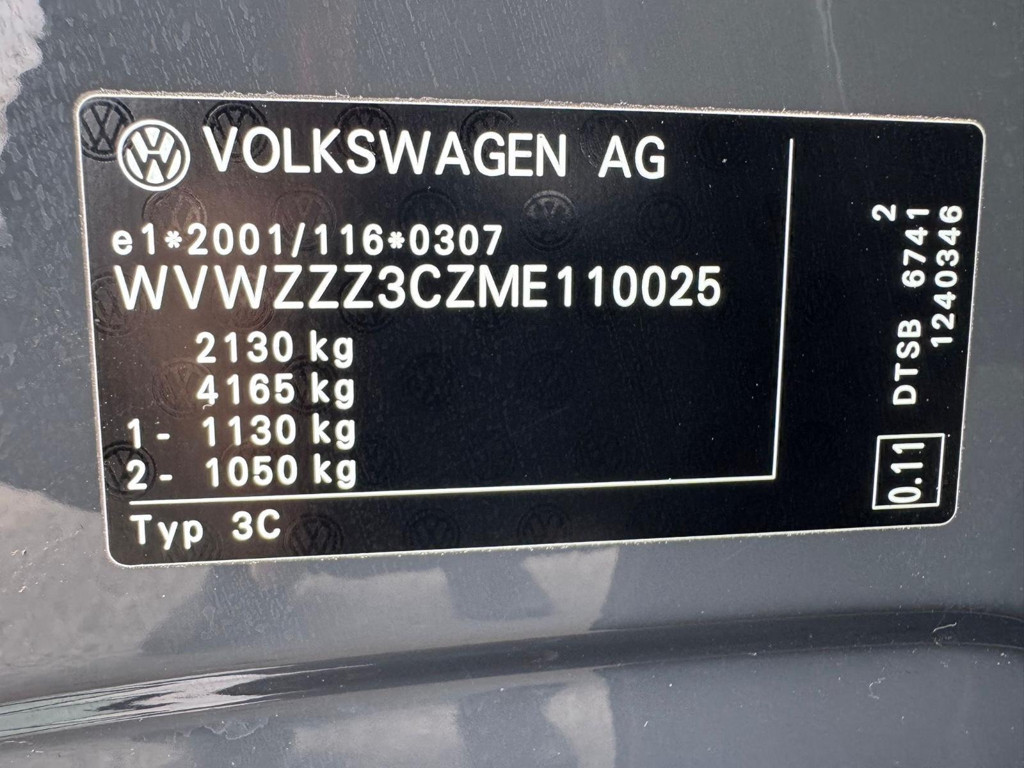 VOLKSWAGEN AG
e1*2001/116*0307
WVWZZZ3CZME110025
2130 kg
4165 kg
1- 1130 kg
2- 1050 kg
Typ 3C
DTSB 6741 2
1240346
0.11